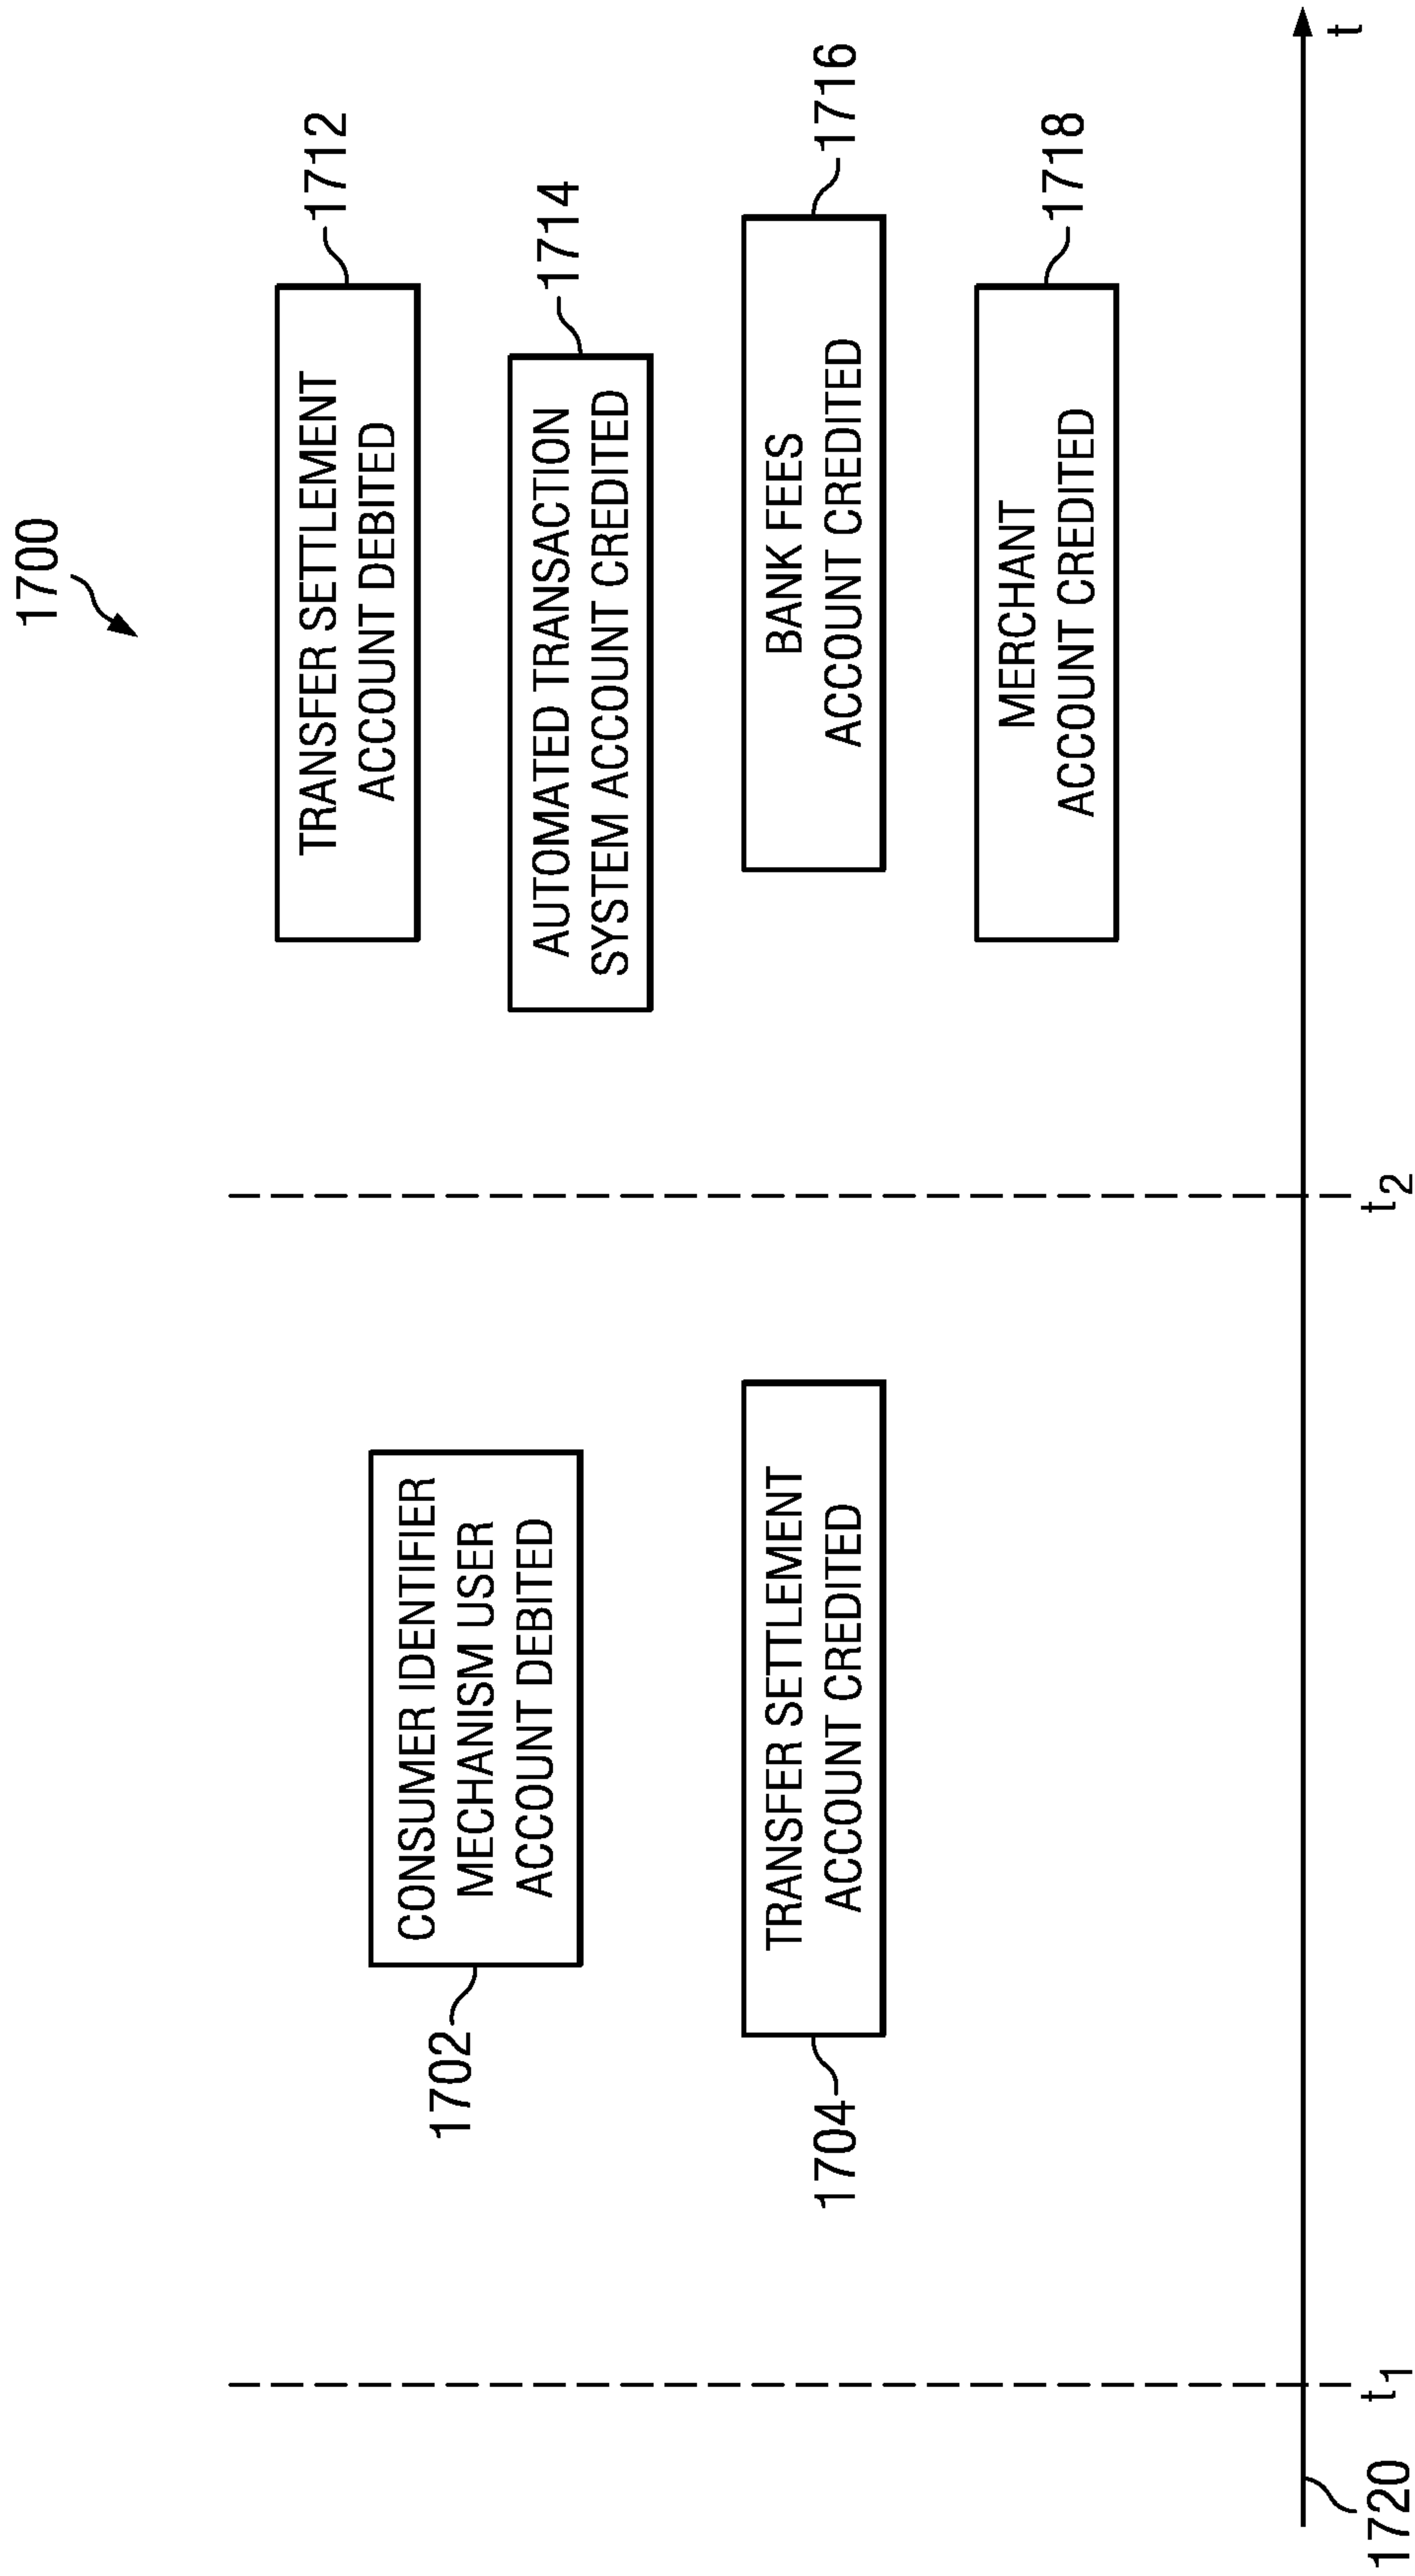 1700
CONSUMER IDENTIFIER
MECHANISM USER
ACCOUNT DEBITED
1702
TRANSFER SETTLEMENT
ACCOUNT CREDITED
1704
TRANSFER SETTLEMENT
ACCOUNT DEBITED
1712
AUTOMATED TRANSACTION
SYSTEM ACCOUNT CREDITED
1714
BANK FEES
ACCOUNT CREDITED
1716
MERCHANT
ACCOUNT CREDITED
1718
1720
t1
t2
t